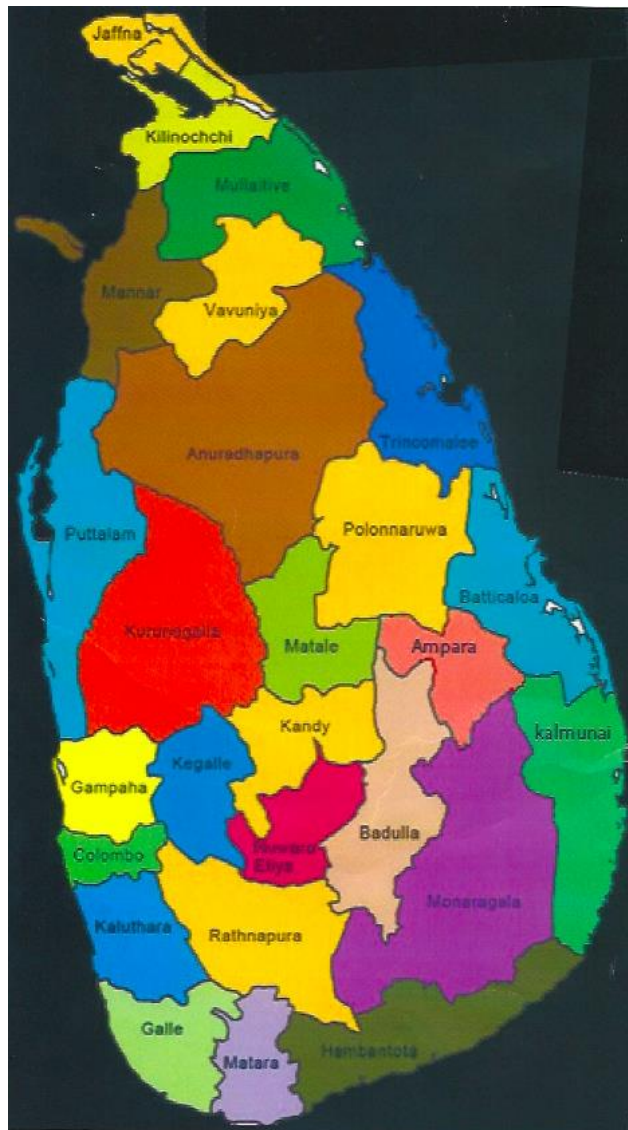 Jaffna
Kilinochchi
Mullaitive
Mannar
Vavuniya
Anuradhapura
Trincomalee
Puttalam
Polonnaruwa
Batticaloa
Kurunegalla
Matale
Ampara
Kandy
kalmunai
Kegalle
Gampaha
Badulla
Colombo
Nuwara
Eliya
Monaragala
Kaluthara
Rathnapura
Galle
Matara
Hambantota